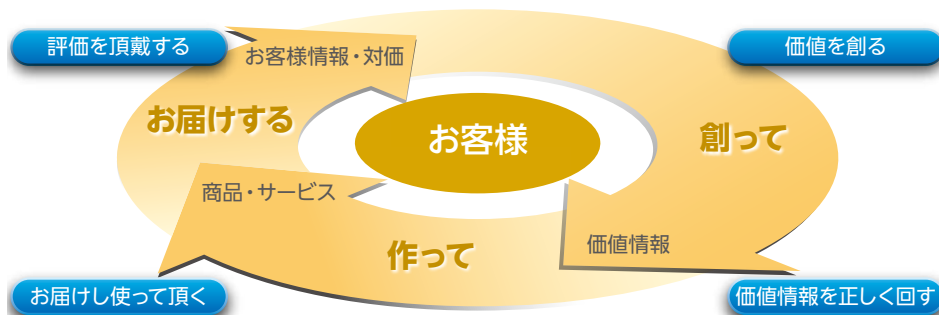 評価を頂戴する
お客様情報・対価
価値を創る
お届けする
お客様
創って
商品・サービス
作って
価値情報
お届けし使って頂く
価値情報を正しく回す